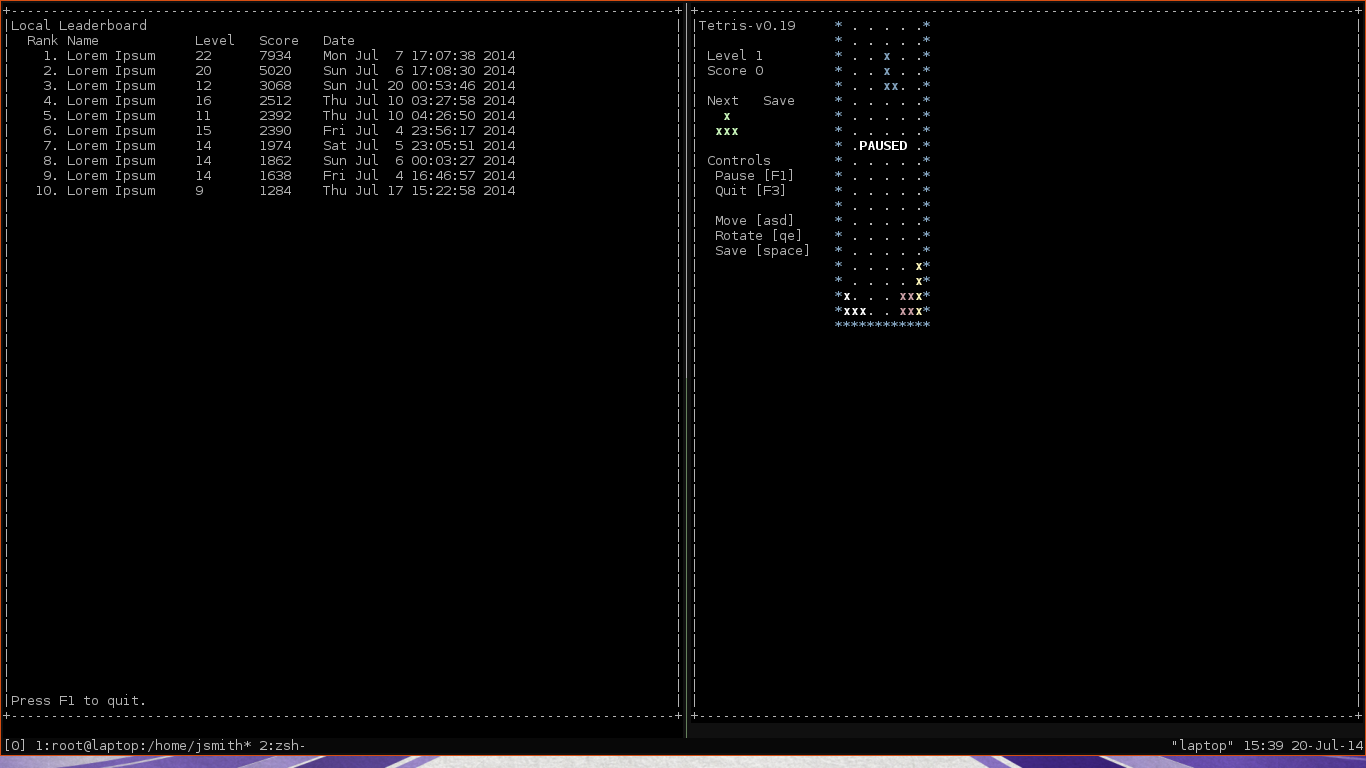 Local Leaderboard
Rank Name Level Score Date
1. Lorem Ipsum 22 7934 Mon Jul 7 17:07:38 2014
2. Lorem Ipsum 20 5020 Sun Jul 6 17:08:30 2014
3. Lorem Ipsum 12 3068 Sun Jul 20 00:53:46 2014
4. Lorem Ipsum 16 2512 Thu Jul 10 03:27:58 2014
5. Lorem Ipsum 11 2392 Thu Jul 10 04:26:50 2014
6. Lorem Ipsum 15 2390 Fri Jul 4 23:56:17 2014
7. Lorem Ipsum 14 1974 Sat Jul 5 23:05:51 2014
8. Lorem Ipsum 14 1862 Sun Jul 6 00:03:27 2014
9. Lorem Ipsum 14 1638 Fri Jul 4 16:46:57 2014
10. Lorem Ipsum 9 1284 Thu Jul 17 15:22:58 2014
Press F1 to quit.
Tetris-v0.19
Level 1
Score 0
Next Save
x
xxx
Controls
Pause [F1]
Quit [F3]
Move [asd]
Rotate [qe]
Save [space]
* . . . . .*
* . . . . .*
* . . x . .*
* . . x . .*
* . . xx. .*
* . . . . .*
* . . . . .*
* . . . . .*
* .PAUSED .*
* . . . . .*
* . . . . .*
* . . . . .*
* . . . . .*
* . . . . .*
* . . . . .*
* . . . . .*
* . . . . x*
* . . . . x*
*x. . . xxx*
*xxx. . xxx*
************
[0] 1:root@laptop:/home/jsmith* 2:zsh- "laptop" 15:39 20-Jul-14